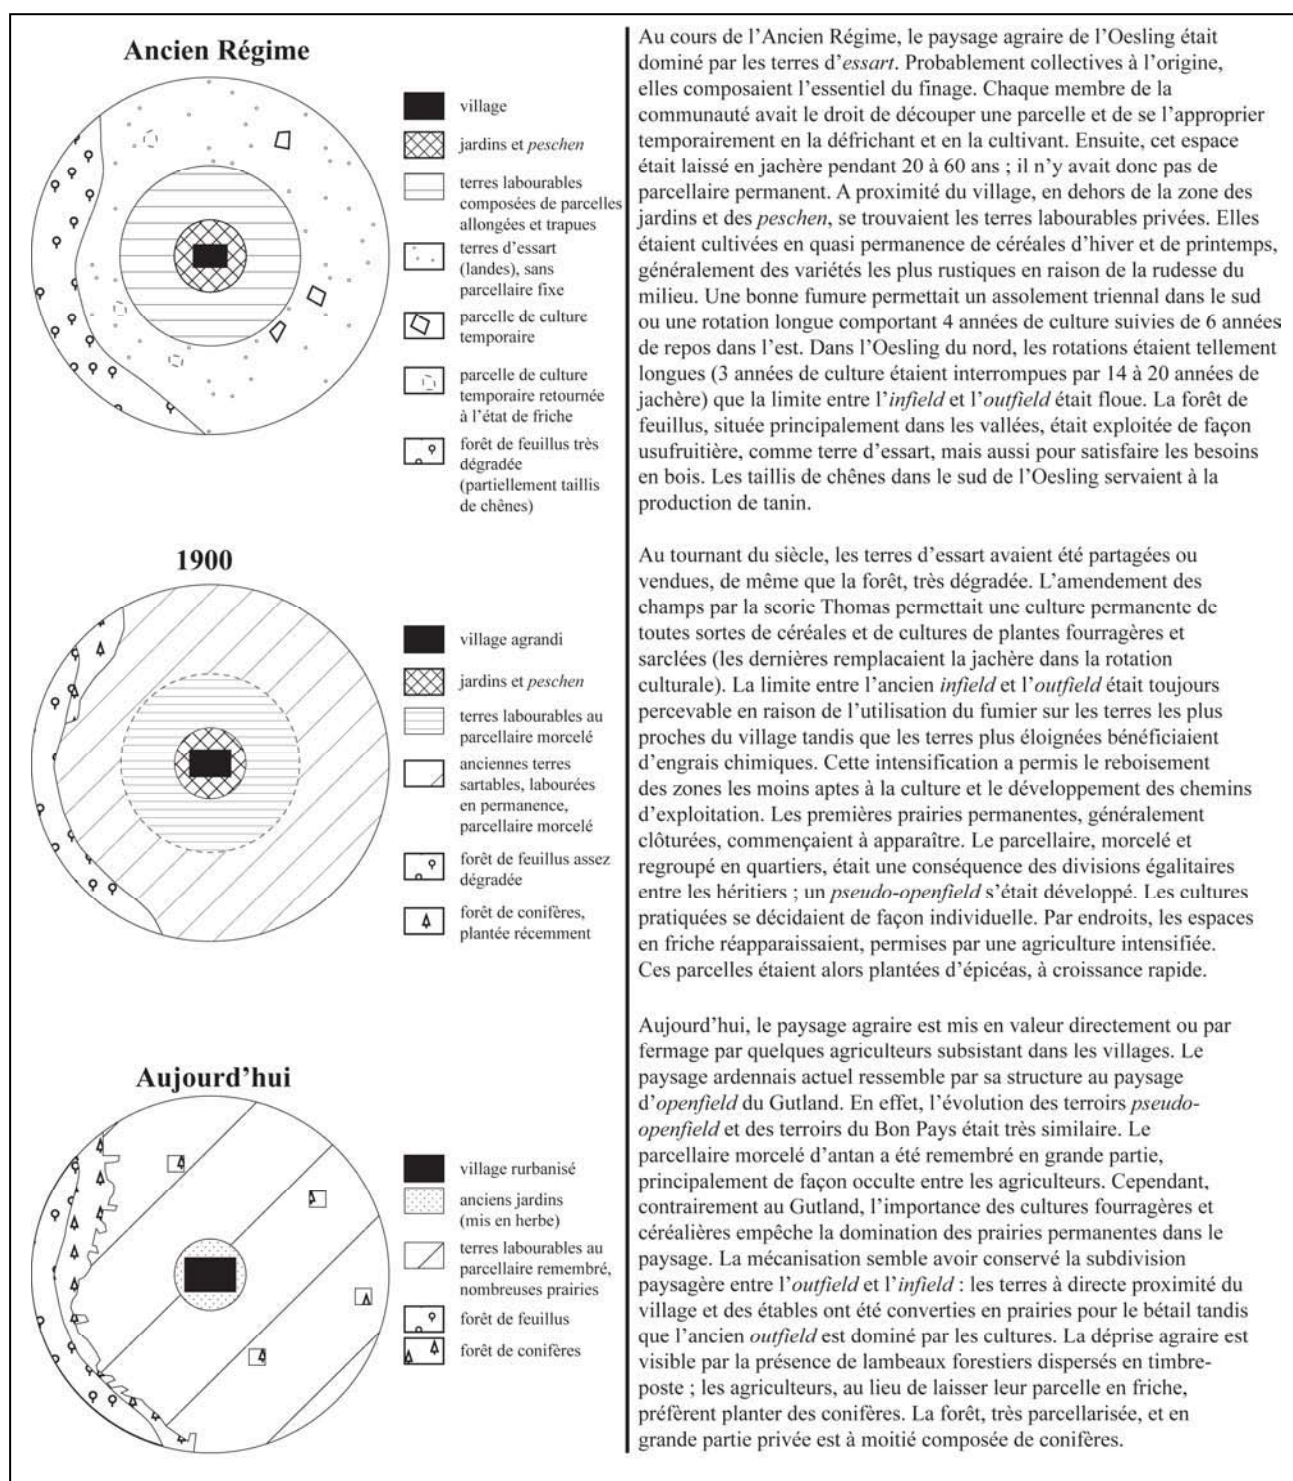 Ancien Régime
village
jardins et peschen
terres labourables
composées de parcelles
allongées et trapues
terres d'essart
(landes), sans
parcellaire fixe
parcelle de culture
temporaire
parcelle de culture
temporaire retournée
à l'état de friche
forêt de feuillus très
dégradée
(partiellement taillis
de chênes)
Au cours de l'Ancien Régime, le paysage agraire de l'Oesling était
dominé par les terres d'essart. Probablement collectives à l'origine,
elles composaient l'essentiel du finage. Chaque membre de la
communauté avait le droit de découper une parcelle et de se l'approprier
temporairement en la défrichant et en la cultivant. Ensuite, cet espace
était laissé en jachère pendant 20 à 60 ans ; il n'y avait donc pas de
parcellaire permanent. A proximité du village, en dehors de la zone des
jardins et des peschen, se trouvaient les terres labourables privées. Elles
étaient cultivées en quasi permanence de céréales d'hiver et de printemps,
généralement des variétés les plus rustiques en raison de la rudesse du
milieu. Une bonne fumure permettait un assolement triennal dans le sud
ou une rotation longue comportant 4 années de culture suivies de 6 années
de repos dans l'est. Dans l'Oesling du nord, les rotations étaient tellement
longues (3 années de culture étaient interrompues par 14 à 20 années de
jachère) que la limite entre l'infield et l'outfield était floue. La forêt de
feuillus, située principalement dans les vallées, était exploitée de façon
usufruitière, comme terre d'essart, mais aussi pour satisfaire les besoins
en bois. Les taillis de chênes dans le sud de l'Oesling servaient à la
production de tanin.
1900
village agrandi
jardins et peschen
terres labourables au
parcellaire morcelé
anciennes terres
sartables, labourées
en permanence,
parcellaire morcelé
forêt de feuillus assez
dégradée
forêt de conifères,
plantée récemment
Au tournant du siècle, les terres d'essart avaient été partagées ou
vendues, de même que la forêt, très dégradée. L'amendement des
champs par la scorie Thomas permettait une culture permanente de
toutes sortes de céréales et de cultures de plantes fourragères et
sarclées (les dernières remplacaient la jachère dans la rotation
culturale). La limite entre l'ancien infield et l'outfield était toujours
percevable en raison de l'utilisation du fumier sur les terres les plus
proches du village tandis que les terres plus éloignées bénéficiaient
d'engrais chimiques. Cette intensification a permis le reboisement
des zones les moins aptes à la culture et le développement des chemins
d'exploitation. Les premières prairies permanentes, généralement
clôturées, commençaient à apparaître. Le parcellaire, morcelé et
regroupé en quartiers, était une conséquence des divisions égalitaires
entre les héritiers ; un pseudo-openfield s'était développé. Les cultures
pratiquées se décidaient de façon individuelle. Par endroits, les espaces
en friche réapparaissaient, permises par une agriculture intensifiée.
Ces parcelles étaient alors plantées d'épicéas, à croissance rapide.
Aujourd'hui
village rurbanisé
anciens jardins
(mis en herbe)
terres labourables au
parcellaire remembré,
nombreuses prairies
forêt de feuillus
forêt de conifères
Aujourd'hui, le paysage agraire est mis en valeur directement ou par
fermage par quelques agriculteurs subsistant dans les villages. Le
paysage ardennais actuel ressemble par sa structure au paysage
d'openfield du Gutland. En effet, l'évolution des terroirs pseudo-
openfield et des terroirs du Bon Pays était très similaire. Le
parcellaire morcelé d'antan a été remembré en grande partie,
principalement de façon occulte entre les agriculteurs. Cependant,
contrairement au Gutland, l'importance des cultures fourragères et
céréalières empêche la domination des prairies permanentes dans le
paysage. La mécanisation semble avoir conservé la subdivision
paysagère entre l'outfield et l'infield : les terres à directe proximité du
village et des étables ont été converties en prairies pour le bétail tandis
que l'ancien outfield est dominé par les cultures. La déprise agraire est
visible par la présence de lambeaux forestiers dispersés en timbre-
poste ; les agriculteurs, au lieu de laisser leur parcelle en friche,
préfèrent planter des conifères. La forêt, très parcellarisée, et en
grande partie privée est à moitié composée de conifères.